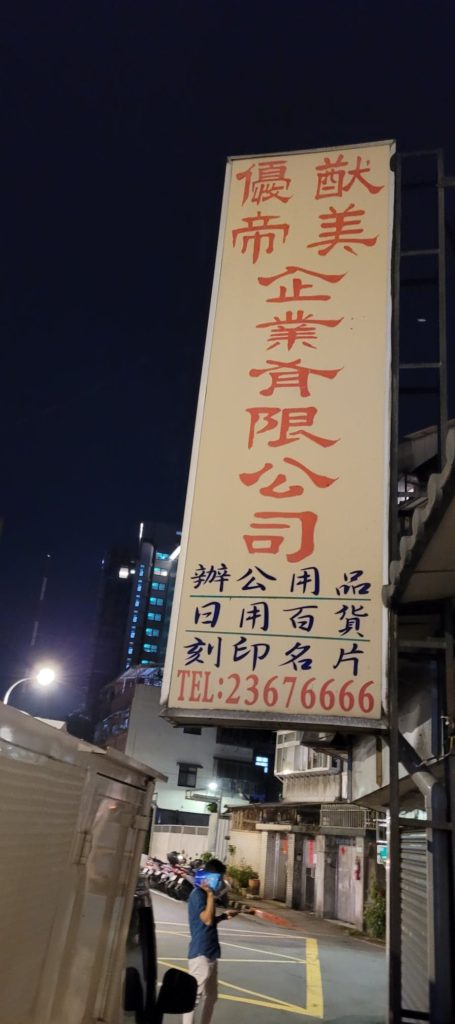 猷美
優帝
企業有限公司
辦公用品
日用百貨
刻印名片
TEL:23676666